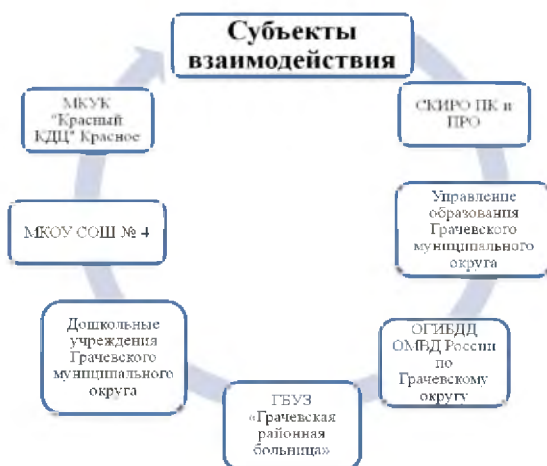 Субъекты
взаимодействия
СКИРО ПК и
ПРО
Управление
образования
Грачевского
муниципального
округа
ОГИБДД
ОМВД России
по
Грачевскому
округу
ГБУЗ
«Грачевская
районная
больница»
Дошкольные
учреждения
Грачевского
муниципального
округа
МКОУ СОШ № 4
МКУК
"Красный
КДЦ" Красное